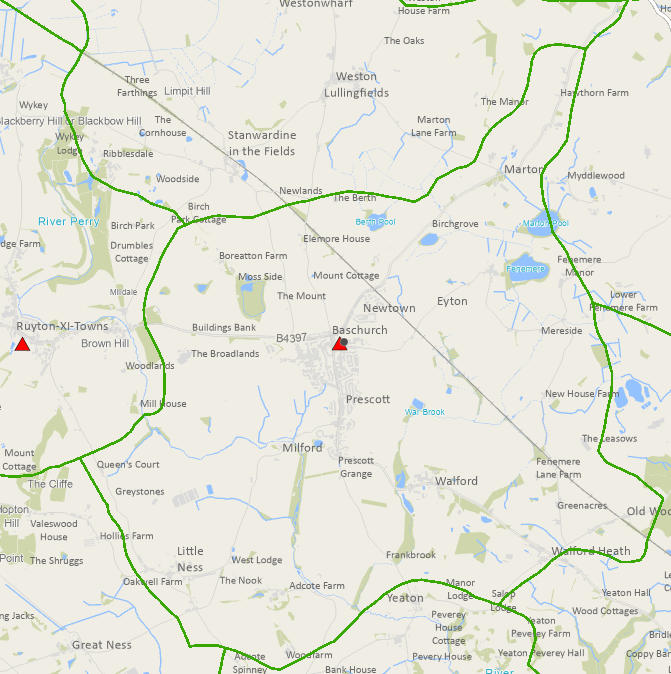 Westonwharf
Weston
House Farm
The Oaks
Three
Farthings
Limpit Hill
Weston
Lullingfields
Hawthorn Farm
Wykey
The Manor
Blackberry Hill or Blackbow Hill
The
Cornhouse
Marton
Lane Farm
Wykey
Lodge
Stanwardine
in the Fields
Ribblesdale
Woodside
Marton
Myddlewood
Newlands
The Berth
Birch
Park Cottage
River Perry
Birch Park
Berth Pool
Birchgrove
Marton Pool
Drumbles
Cottage
Elemore House
Boreatton Farm
Fenemere
Fenemere
Manor
Moss Side
Mount Cottage
Milldale
The Mount
Lower
Fenemere Farm
Newtown
Eyton
Ruyton-XI-Towns
Buildings Bank
Baschurch
Mereside
Brown Hill
B4397
The Broadlands
Woodlands
New House Farm
Mill House
Prescott
War Brook
The Leasows
Mount
Cottage
Milford
Queen's Court
Prescott
Grange
Fenemere
Lane Farm
The Cliffe
Greystones
Walford
Greenacres
Hopton
Hill
Valeswood
House
Hollies Farm
Walford Heath
Point
The Shruggs
Little
Ness
West Lodge
Frankbrook
Oakwell Farm
The Nook
Adcote Farm
Manor
Lodge
Salop
Lodge
Yeaton Hall
Yeaton
Wood Cottages
Peverey
House
Cottage
Yeaton
Peverey Farm
Great Ness
Adcote
Spinney
Woodfarm
Bank House
Pevery House
Yeaton Peverey Hall
River